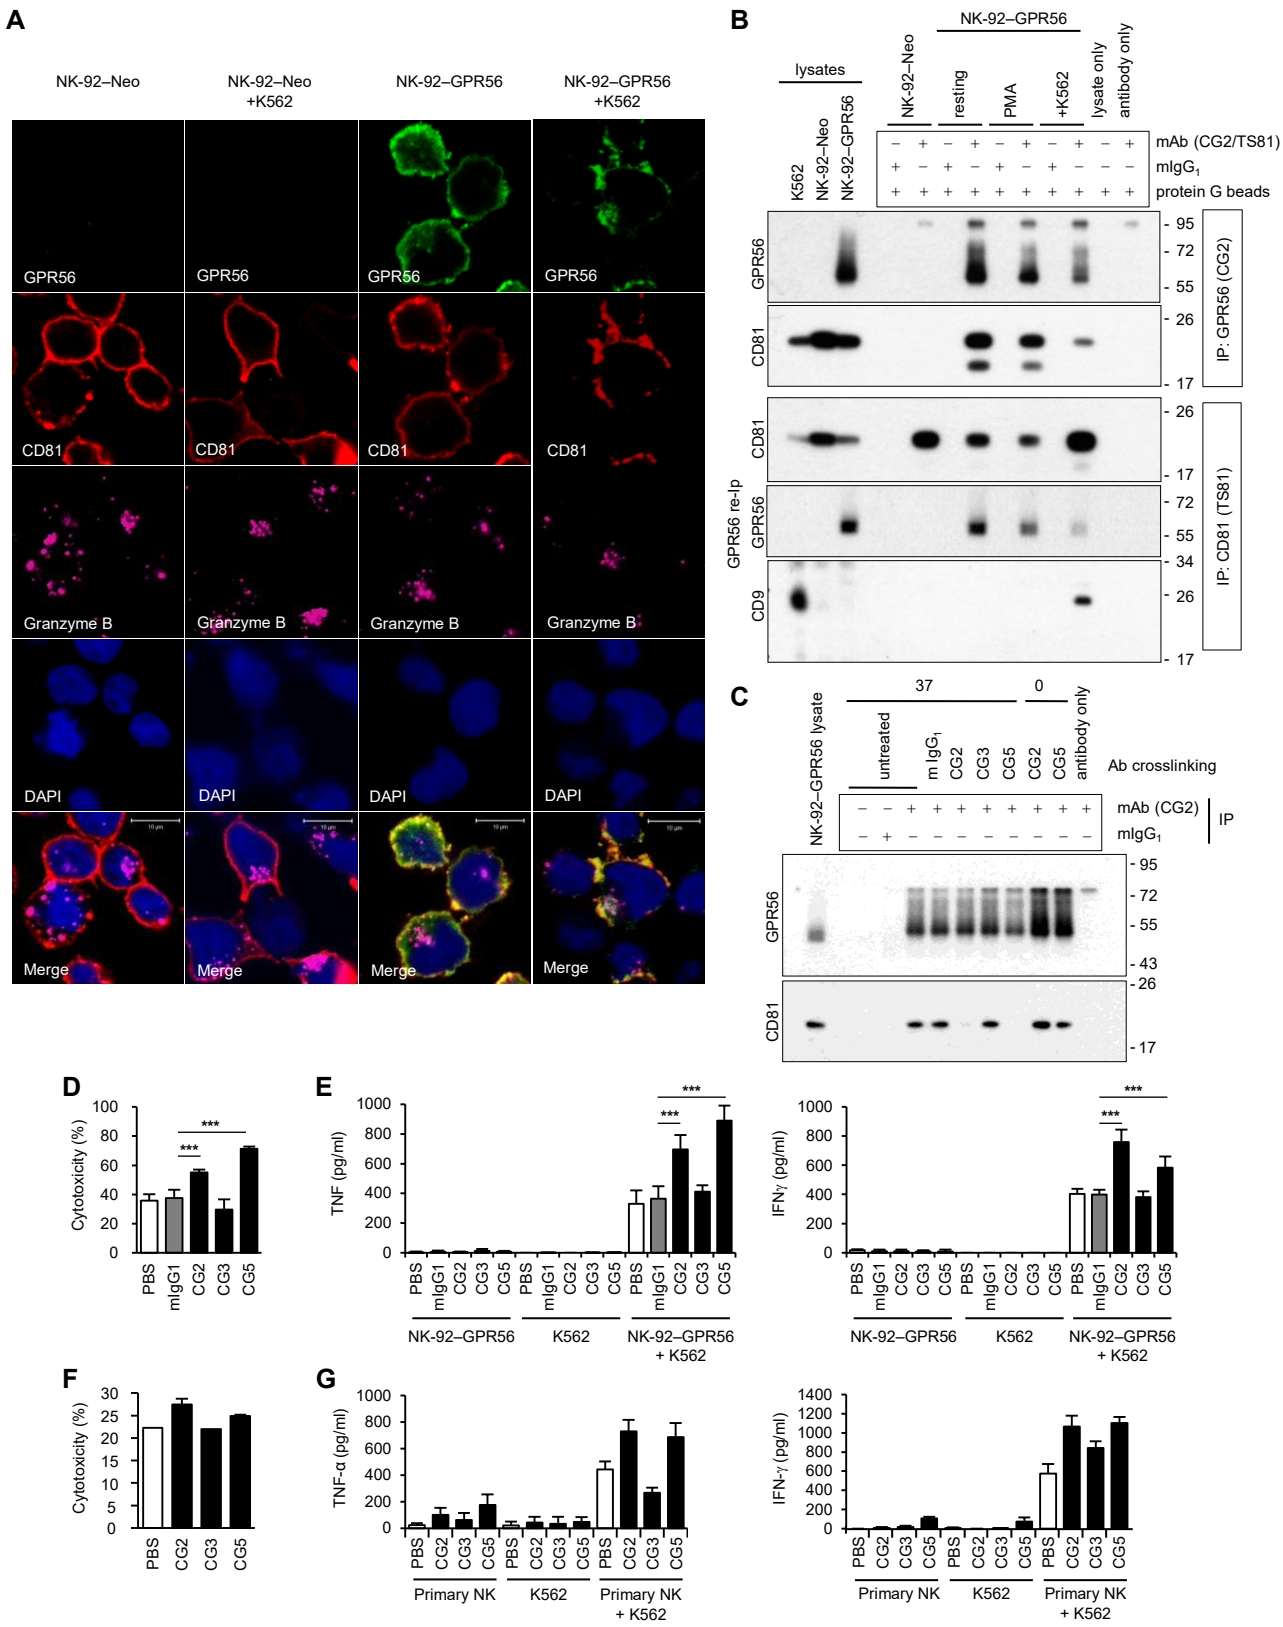 A
NK-92–Neo
NK-92–Neo
+K562
NK-92–GPR56
NK-92–GPR56
+K562
GPR56
GPR56
GPR56
GPR56
CD81
CD81
CD81
CD81
Granzyme B
Granzyme B
Granzyme B
Granzyme B
DAPI
DAPI
DAPI
DAPI
10 µm
10 µm
10 µm
10 µm
Merge
Merge
Merge
Merge
B
NK-92–GPR56
lysates
K562
NK-92–Neo
NK-92–GPR56
NK-92–Neo
resting
PMA
+K562
lysate only
antibody only
– + – + – + – + – + mAb (CG2/TS81)
+ – + – + – + – – – mIgG1
+ + + + + + + + + + protein G beads
GPR56
- 95
- 72
- 55
CD81
- 26
- 17
IP: GPR56 (CG2)
CD81
- 26
- 17
GPR56 re-Ip
GPR56
- 72
- 55
CD9
- 34
- 26
- 17
IP: CD81 (TS81)
C
37
0
NK-92–GPR56 lysate
untreated
m IgG1
CG2
CG3
CG5
CG2
CG5
antibody only
Ab crosslinking
– – + + + + + + + + mAb (CG2)
– + – – – – – – – – mIgG1
IP
GPR56
- 95
- 72
- 55
- 43
CD81
- 26
- 17
D
Cytotoxicity (%)
100
80
60
40
20
0
***
***
PBS
mIgG1
CG2
CG3
CG5
E
TNF (pg/ml)
1000
800
600
400
200
0
***
***
PBS
mIgG1
CG2
CG3
CG5
PBS
mIgG1
CG2
CG3
CG5
PBS
mIgG1
CG2
CG3
CG5
NK-92–GPR56
K562
NK-92–GPR56
+ K562
IFNγ (pg/ml)
1000
800
600
400
200
0
***
***
PBS
mIgG1
CG2
CG3
CG5
PBS
mIgG1
CG2
CG3
CG5
PBS
mIgG1
CG2
CG3
CG5
NK-92–GPR56
K562
NK-92–GPR56
+ K562
F
Cytotoxicity (%)
30
25
20
15
10
5
0
PBS
CG2
CG3
CG5
G
TNF-α (pg/ml)
1000
800
600
400
200
0
PBS
CG2
CG3
CG5
PBS
CG2
CG3
CG5
PBS
CG2
CG3
CG5
Primary NK
K562
Primary NK
+ K562
IFN-γ (pg/ml)
1400
1200
1000
800
600
400
200
0
PBS
CG2
CG3
CG5
PBS
CG2
CG3
CG5
PBS
CG2
CG3
CG5
Primary NK
K562
Primary NK
+ K562